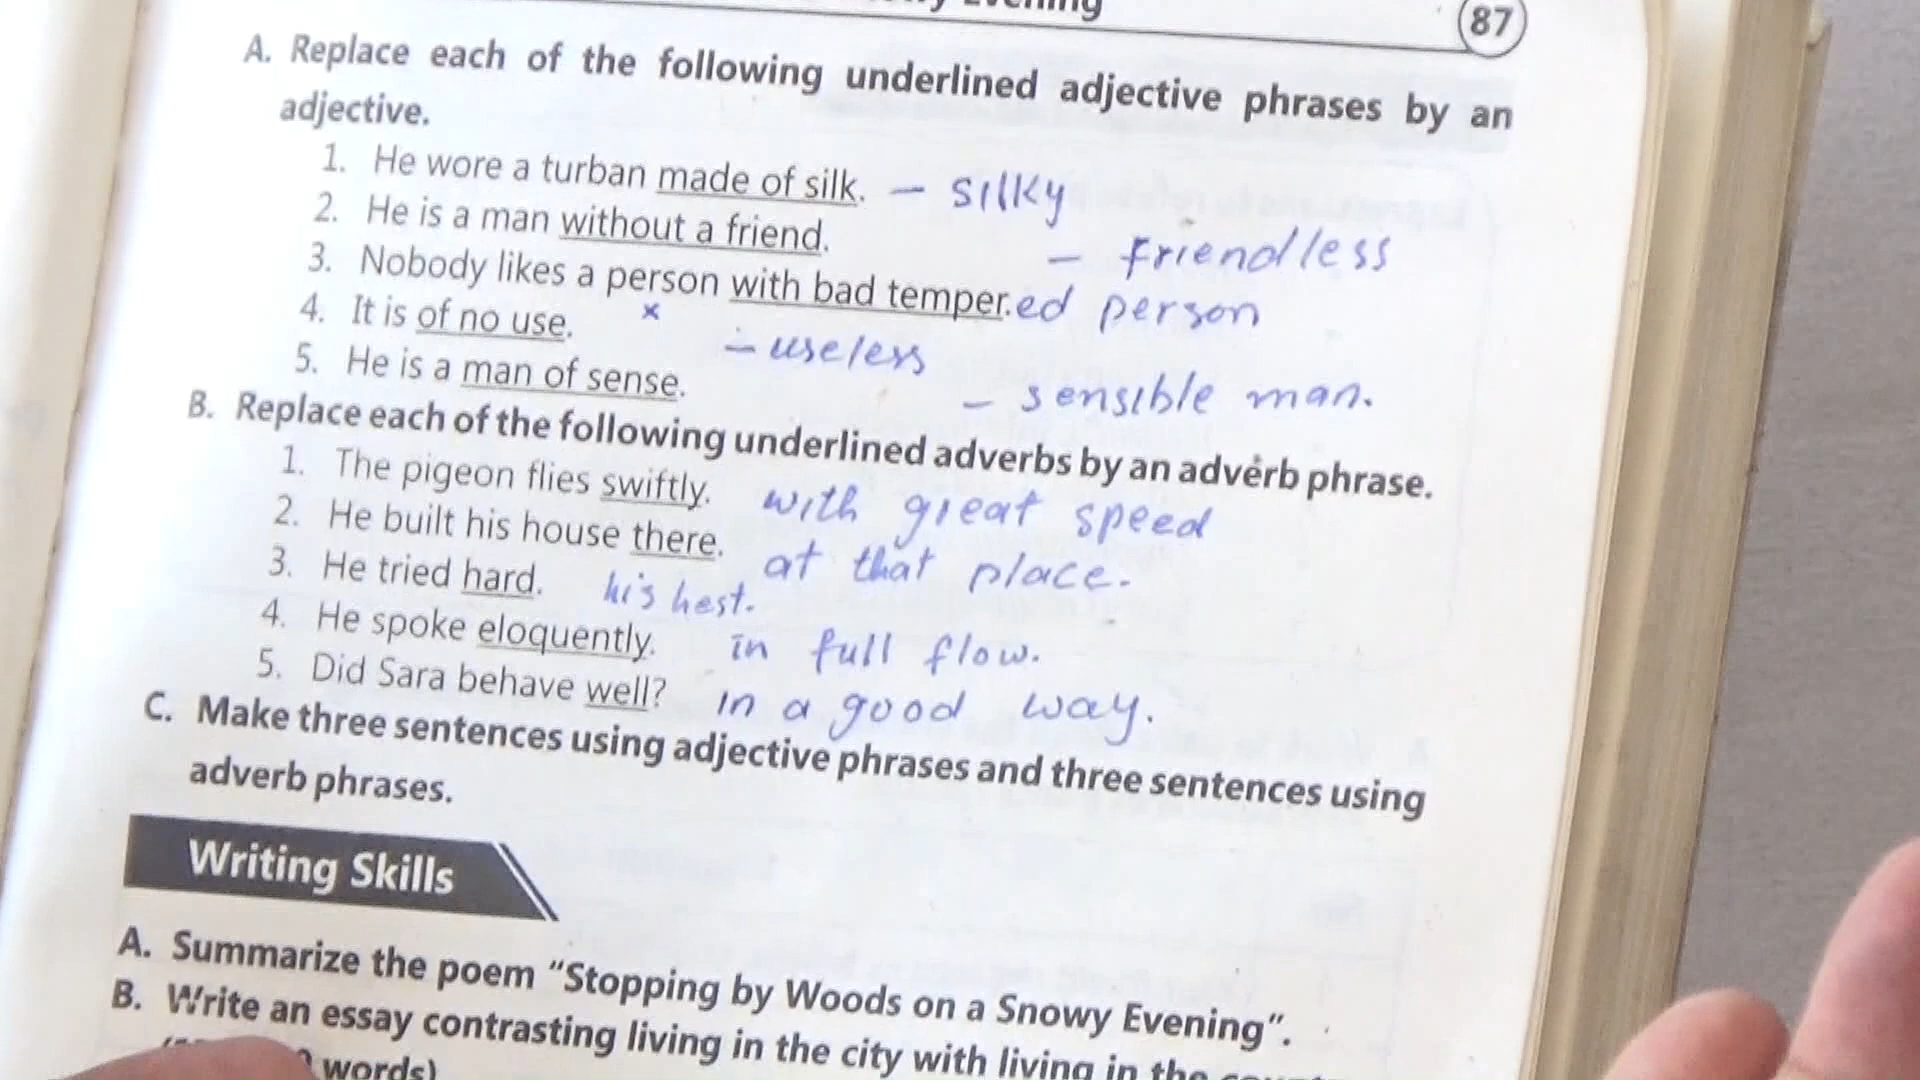 Evening
87
A. Replace each of the following underlined adjective phrases by an
adjective.
1. He wore a turban made of silk. – silky
2. He is a man without a friend. – friendless
3. Nobody likes a person with bad temper.ed person
4. It is of no use. x – useless
5. He is a man of sense. – sensible man.
B. Replace each of the following underlined adverbs by an adverb phrase.
1. The pigeon flies swiftly. with great speed
2. He built his house there. at that place.
3. He tried hard. his best.
4. He spoke eloquently. in full flow.
5. Did Sara behave well? in a good way.
C. Make three sentences using adjective phrases and three sentences using
adverb phrases.
Writing Skills
A. Summarize the poem “Stopping by Woods on a Snowy Evening”.
B. Write an essay contrasting living in the city with living in the
words)